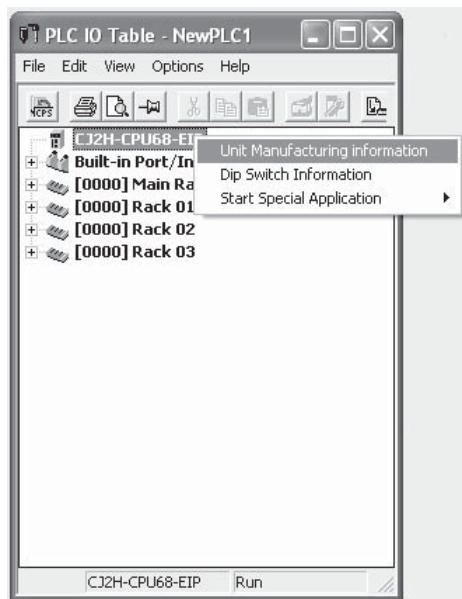 PLC IO Table - NewPLC1
File Edit View Options Help
NCPS
CJ2H-CPU68-EIP
Unit Manufacturing information
Built-in Port/In
Dip Switch Information
[0000] Main Ra
Start Special Application
[0000] Rack 01
[0000] Rack 02
[0000] Rack 03
CJ2H-CPU68-EIP Run